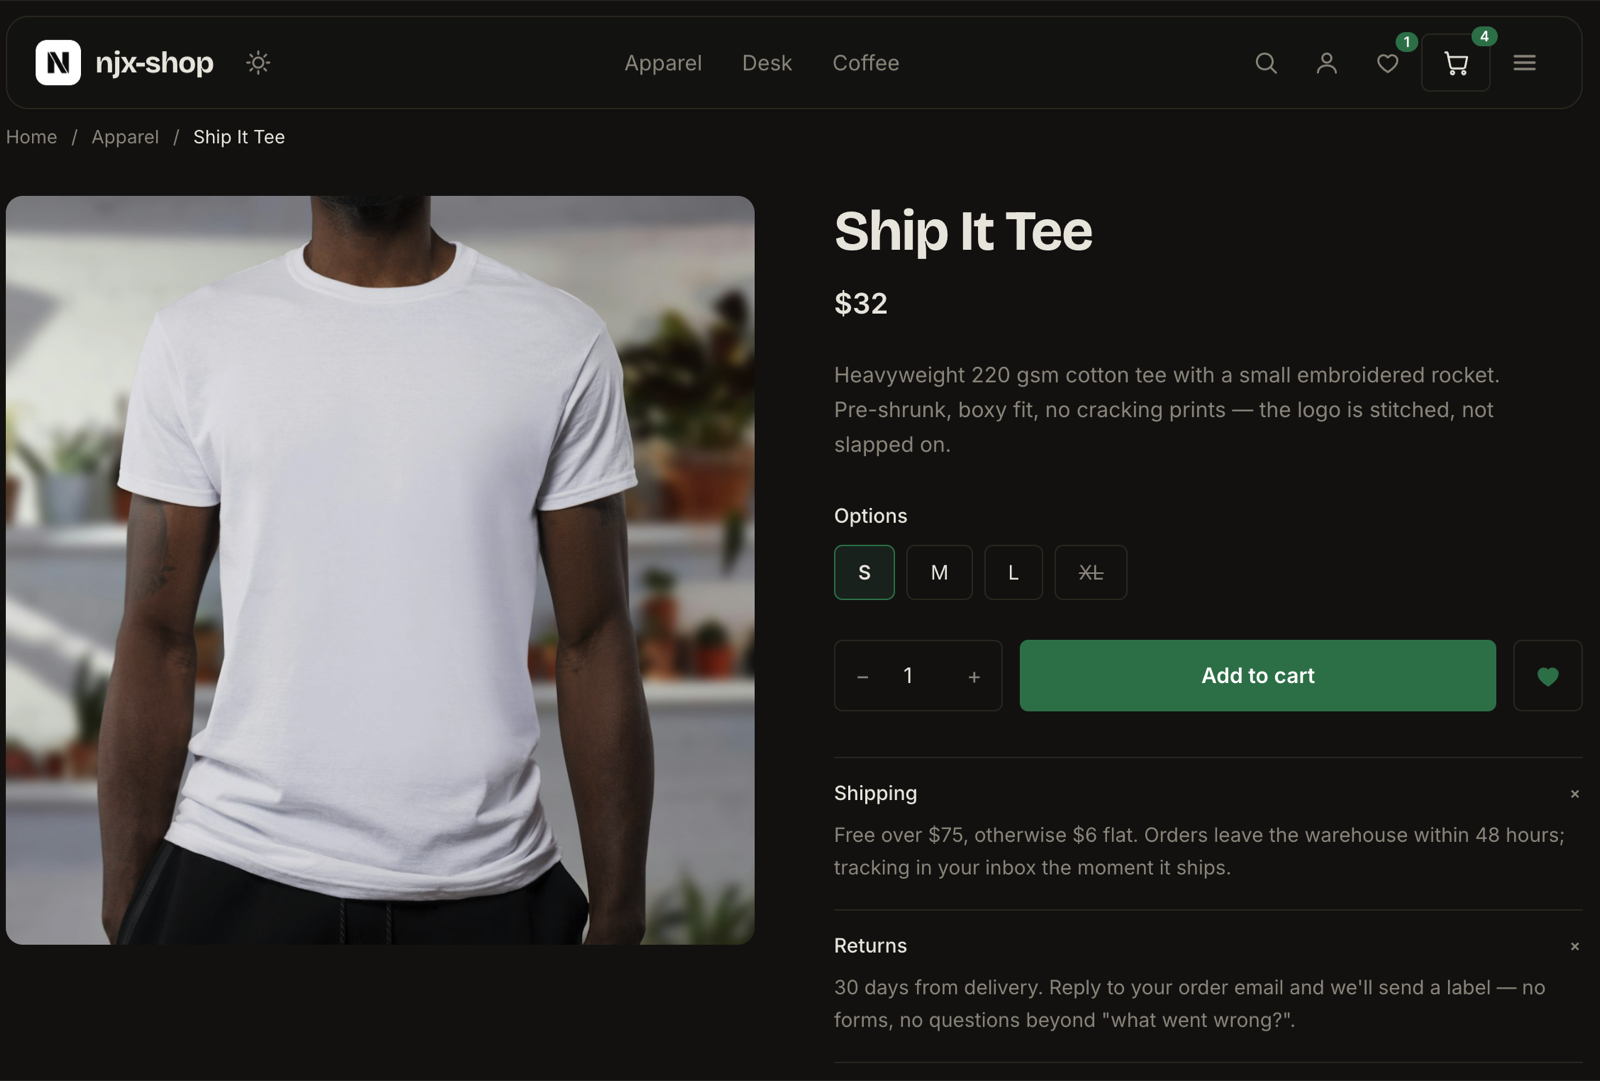 N njx-shop
Apparel Desk Coffee
1
4
Home / Apparel / Ship It Tee
Ship It Tee
$32
Heavyweight 220 gsm cotton tee with a small embroidered rocket.
Pre-shrunk, boxy fit, no cracking prints — the logo is stitched, not
slapped on.
Options
S M L XL
− 1 +
Add to cart
Shipping ×
Free over $75, otherwise $6 flat. Orders leave the warehouse within 48 hours;
tracking in your inbox the moment it ships.
Returns ×
30 days from delivery. Reply to your order email and we'll send a label — no
forms, no questions beyond "what went wrong?".